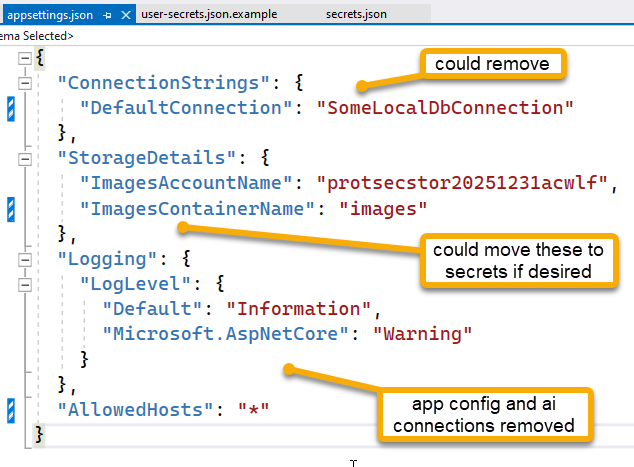 appsettings.json
user-secrets.json.example
secrets.json
ema Selected>
{
"ConnectionStrings": {
could remove
"DefaultConnection": "SomeLocalDbConnection"
},
"StorageDetails": {
"ImagesAccountName": "protsecstor20251231acwlf",
"ImagesContainerName": "images"
},
could move these to
secrets if desired
"Logging": {
"LogLevel": {
"Default": "Information",
"Microsoft.AspNetCore": "Warning"
}
},
app config and ai
connections removed
"AllowedHosts": "*"
}